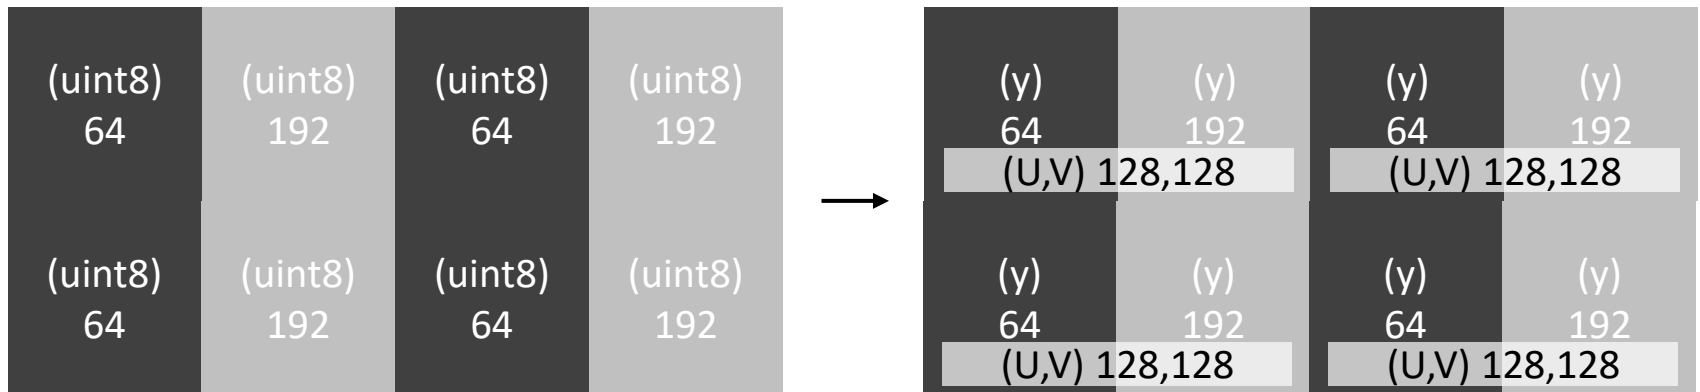 (uint8) (uint8) (uint8) (uint8) (y) (y) (y) (y)
64 192 64 192 64 192 64 192
(U,V) 128,128 (U,V) 128,128
(uint8) (uint8) (uint8) (uint8) (y) (y) (y) (y)
64 192 64 192 64 192 64 192
(U,V) 128,128 (U,V) 128,128